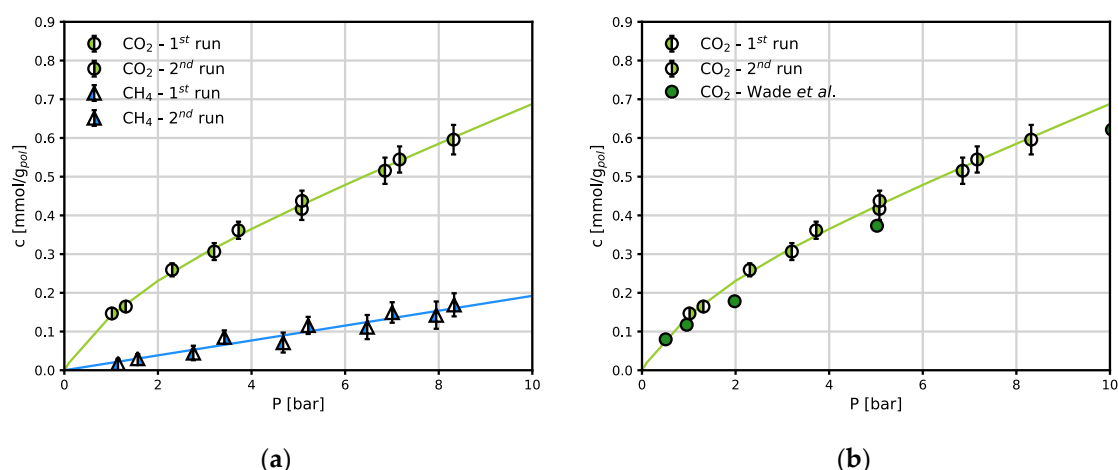 0.9
0.8
0.7
0.6
0.5
0.4
0.3
0.2
0.1
0.0
c [mmol/g_pol]
CO₂ - 1ˢᵗ run
CO₂ - 2ⁿᵈ run
CH₄ - 1ˢᵗ run
CH₄ - 2ⁿᵈ run
0 2 4 6 8 10
P [bar]
(a)
0.9
0.8
0.7
0.6
0.5
0.4
0.3
0.2
0.1
0.0
c [mmol/g_pol]
CO₂ - 1ˢᵗ run
CO₂ - 2ⁿᵈ run
CO₂ - Wade et al.
0 2 4 6 8 10
P [bar]
(b)